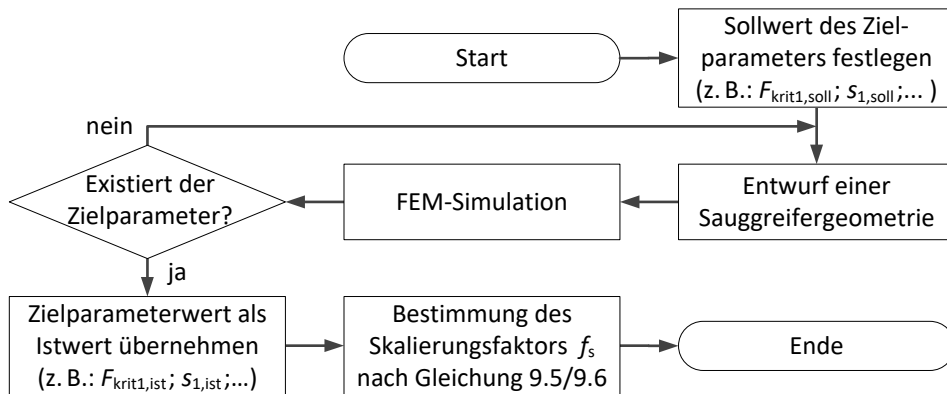 Start
Sollwert des Ziel-
parameters festlegen
(z. B.: Fkrit1,soll; s1,soll;... )
nein
Existiert der
Zielparameter?
FEM-Simulation
Entwurf einer
Sauggreifergeometrie
ja
Zielparameterwert als
Istwert übernehmen
(z. B.: Fkrit1,ist; s1,ist;...)
Bestimmung des
Skalierungsfaktors fs
nach Gleichung 9.5/9.6
Ende